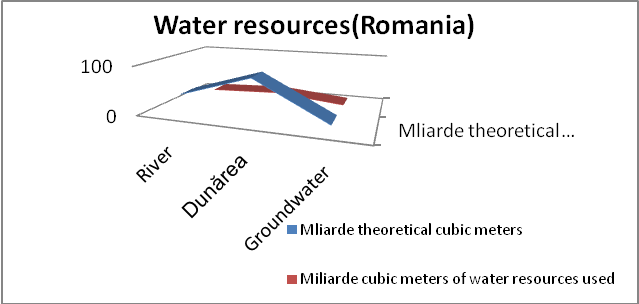 Water resources(Romania)
100
0
Mliarde theoretical...
River
Dunărea
Groundwater
Mliarde theoretical cubic meters
Miliarde cubic meters of water resources used